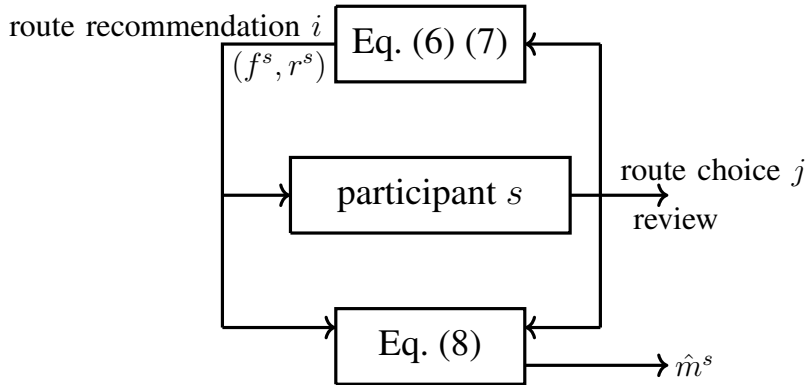 route recommendation i
(f^s, r^s)
Eq. (6) (7)
participant s
route choice j
review
Eq. (8)
m̂^s